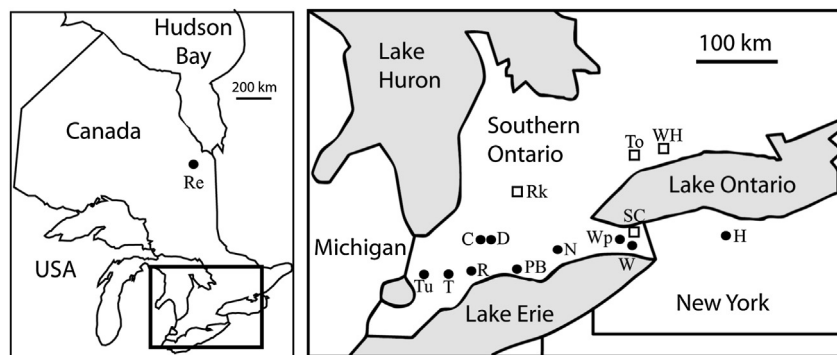 Hudson
Bay
200 km
Canada
Re
USA
Lake
Huron
100 km
Southern
Ontario
To
WH
Rk
Lake Ontario
SC
Michigan
C
D
Wp
H
N
W
Tu
T
R
PB
Lake Erie
New York